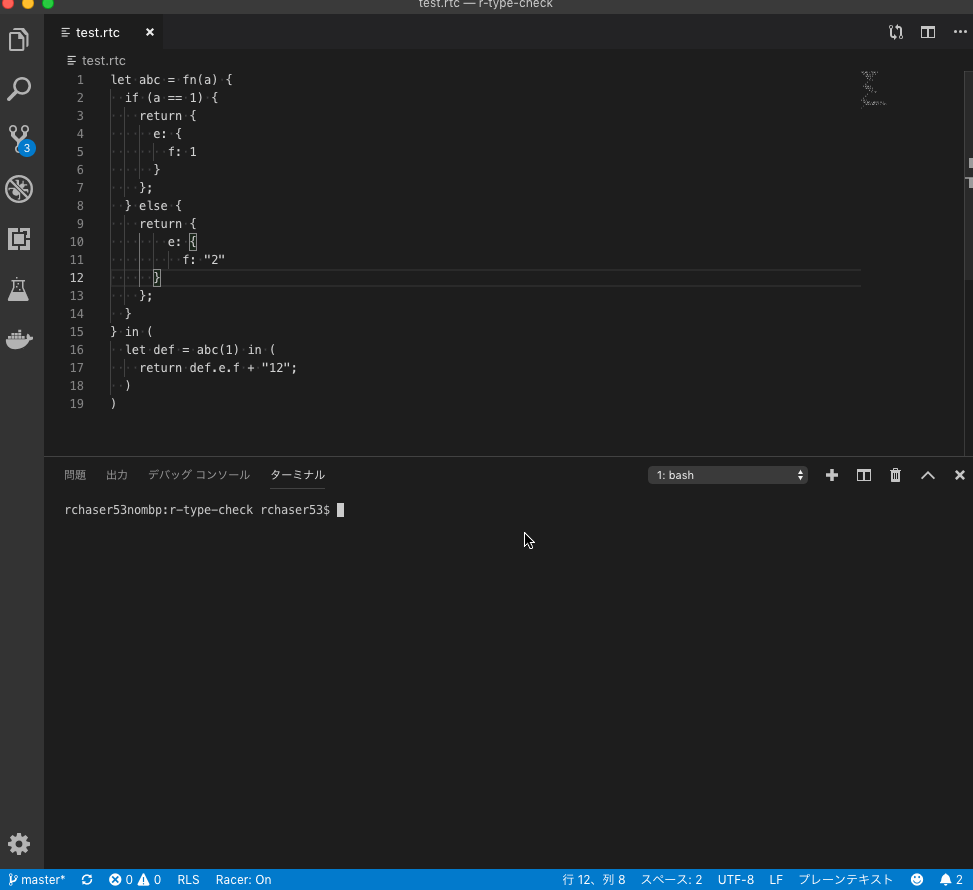 test.rtc — r-type-check
test.rtc
test.rtc
1 let abc = fn(a) {
2 if (a == 1) {
3 return {
4 e: {
5 f: 1
6 }
7 };
8 } else {
9 return {
10 e: {
11 f: "2"
12 }
13 };
14 }
15 } in (
16 let def = abc(1) in (
17 return def.e.f + "12";
18 )
19 )
3
問題 出力 デバッグ コンソール ターミナル 1: bash
rchaser53nombp:r-type-check rchaser53$
master* 0 0 RLS Racer: On 行 12、列 8 スペース: 2 UTF-8 LF プレーンテキスト 2